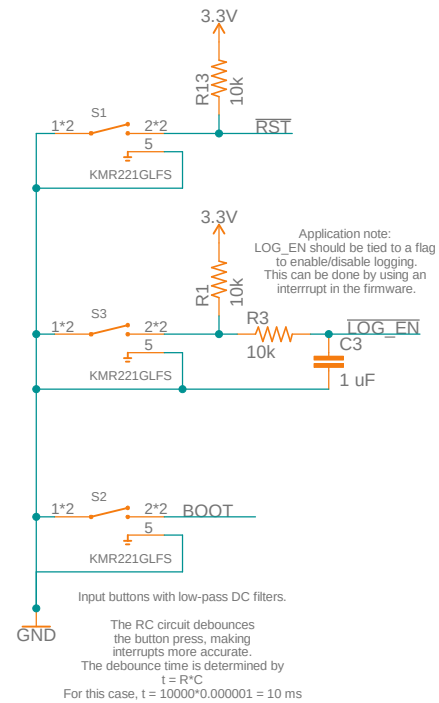 3.3V
R13
10k
S1
1*2
2*2
RST
5
KMR221GLFS
3.3V
Application note:
LOG_EN should be tied to a flag
to enable/disable logging.
This can be done by using an
interrrupt in the firmware.
R1
10k
S3
1*2
2*2
R3
10k
LOG_EN
C3
1 uF
5
KMR221GLFS
S2
1*2
2*2
BOOT
5
KMR221GLFS
Input buttons with low-pass DC filters.
GND
The RC circuit debounces
the button press, making
interrupts more accurate.
The debounce time is determined by
t = R*C
For this case, t = 10000*0.000001 = 10 ms